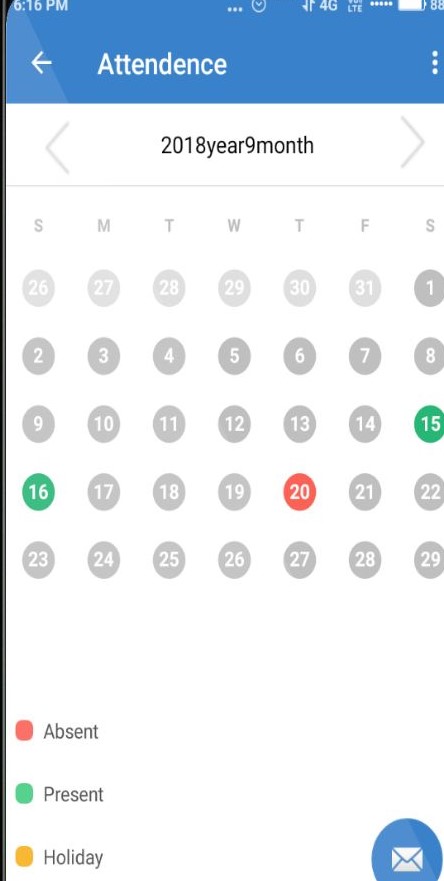 6:16 PM ... 4G VoLTE 88
Attendence
2018year9month
S M T W T F S
26 27 28 29 30 31 1
2 3 4 5 6 7 8
9 10 11 12 13 14 15
16 17 18 19 20 21 22
23 24 25 26 27 28 29
Absent
Present
Holiday